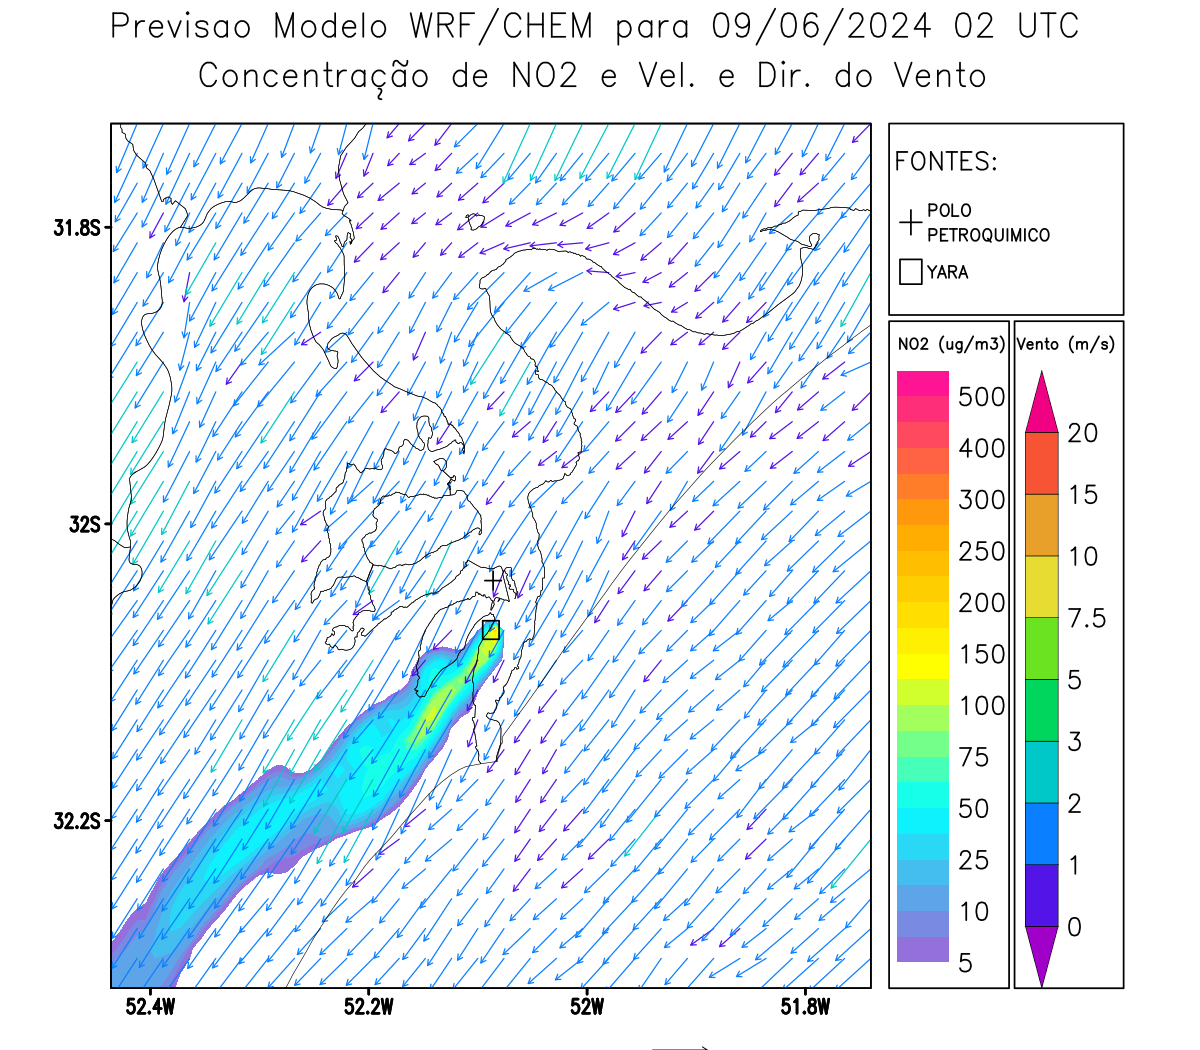 Previsao Modelo WRF/CHEM para 09/06/2024 02 UTC
Concentração de NO2 e Vel. e Dir. do Vento
FONTES:
POLO
PETROQUIMICO
YARA
NO2 (ug/m3)
500
400
300
250
200
150
100
75
50
25
10
5
Vento (m/s)
20
15
10
7.5
5
3
2
1
0
31.8S
32S
32.2S
52.4W
52.2W
52W
51.8W